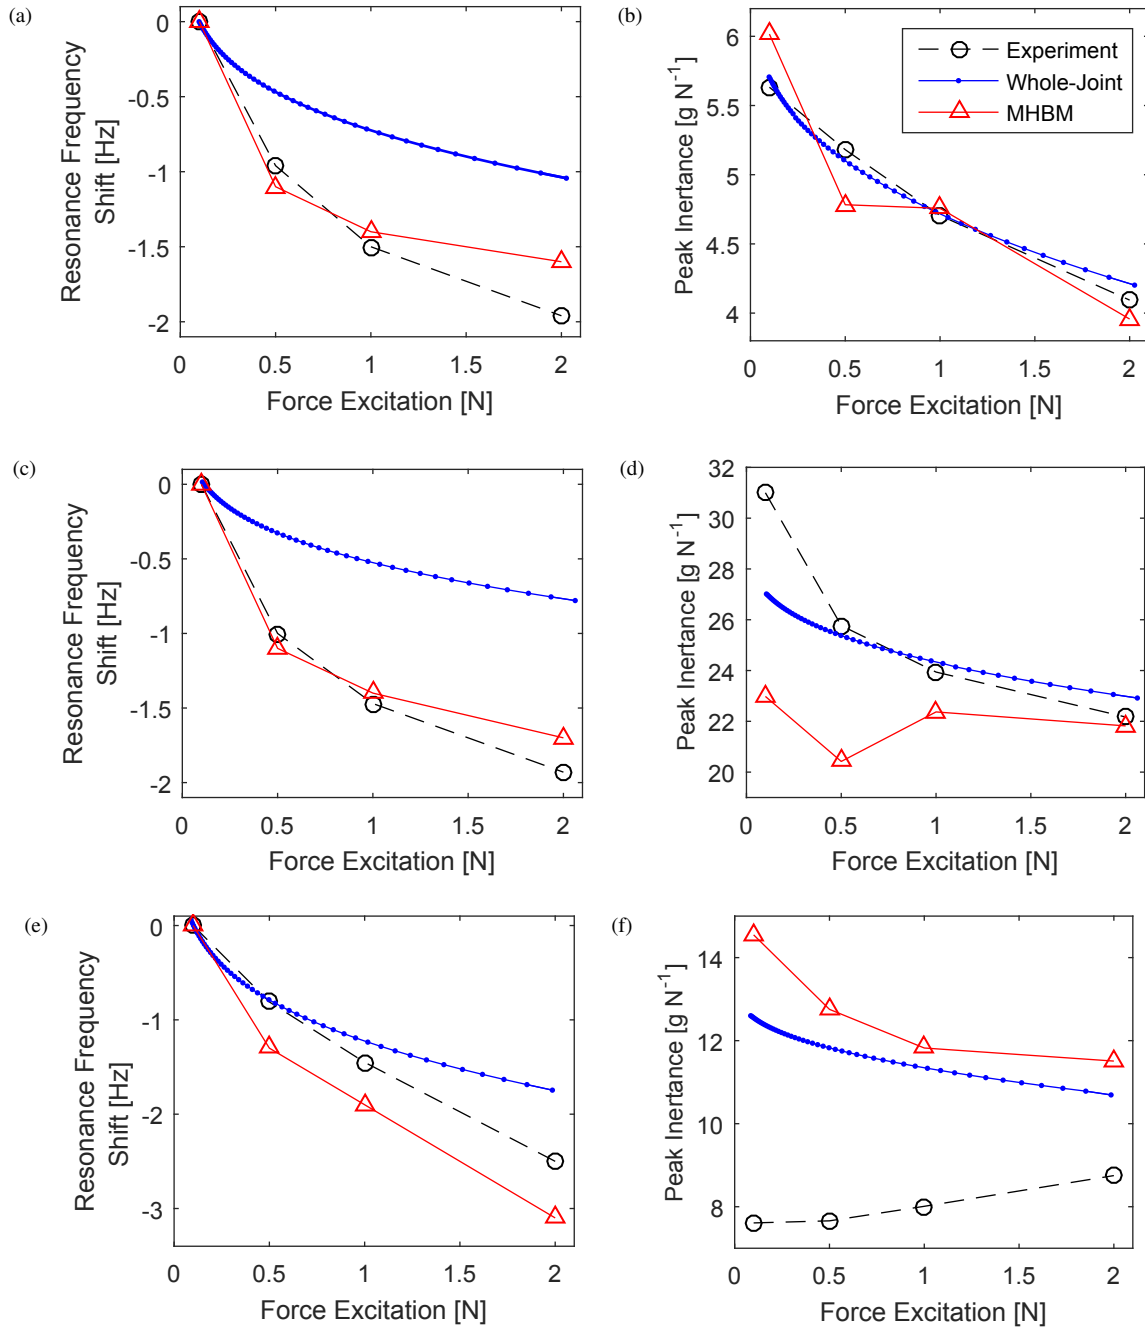 (a)
0
-0.5
-1
-1.5
-2
0
0.5
1
1.5
2
Resonance Frequency
Shift [Hz]
Force Excitation [N]
(b)
6
5.5
5
4.5
4
0
0.5
1
1.5
2
Peak Inertance [g N⁻¹]
Force Excitation [N]
Experiment
Whole-Joint
MHBM
(c)
0
-0.5
-1
-1.5
-2
0
0.5
1
1.5
2
Resonance Frequency
Shift [Hz]
Force Excitation [N]
(d)
32
30
28
26
24
22
20
0
0.5
1
1.5
2
Peak Inertance [g N⁻¹]
Force Excitation [N]
(e)
0
-1
-2
-3
0
0.5
1
1.5
2
Resonance Frequency
Shift [Hz]
Force Excitation [N]
(f)
14
12
10
8
0
0.5
1
1.5
2
Peak Inertance [g N⁻¹]
Force Excitation [N]